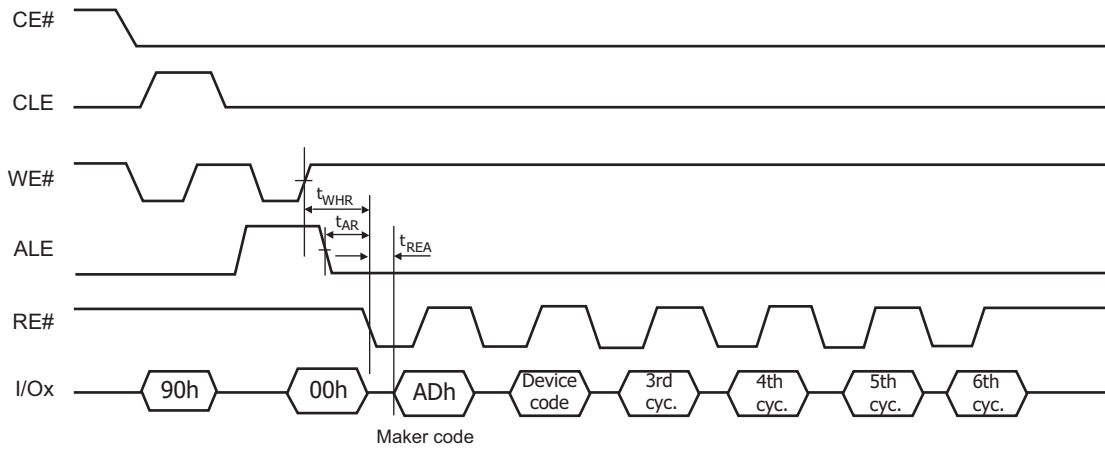 CE#
CLE
WE#
tWHR
tAR
ALE
tREA
RE#
I/Ox
90h
00h
ADh
Device
code
3rd
cyc.
4th
cyc.
5th
cyc.
6th
cyc.
Maker code